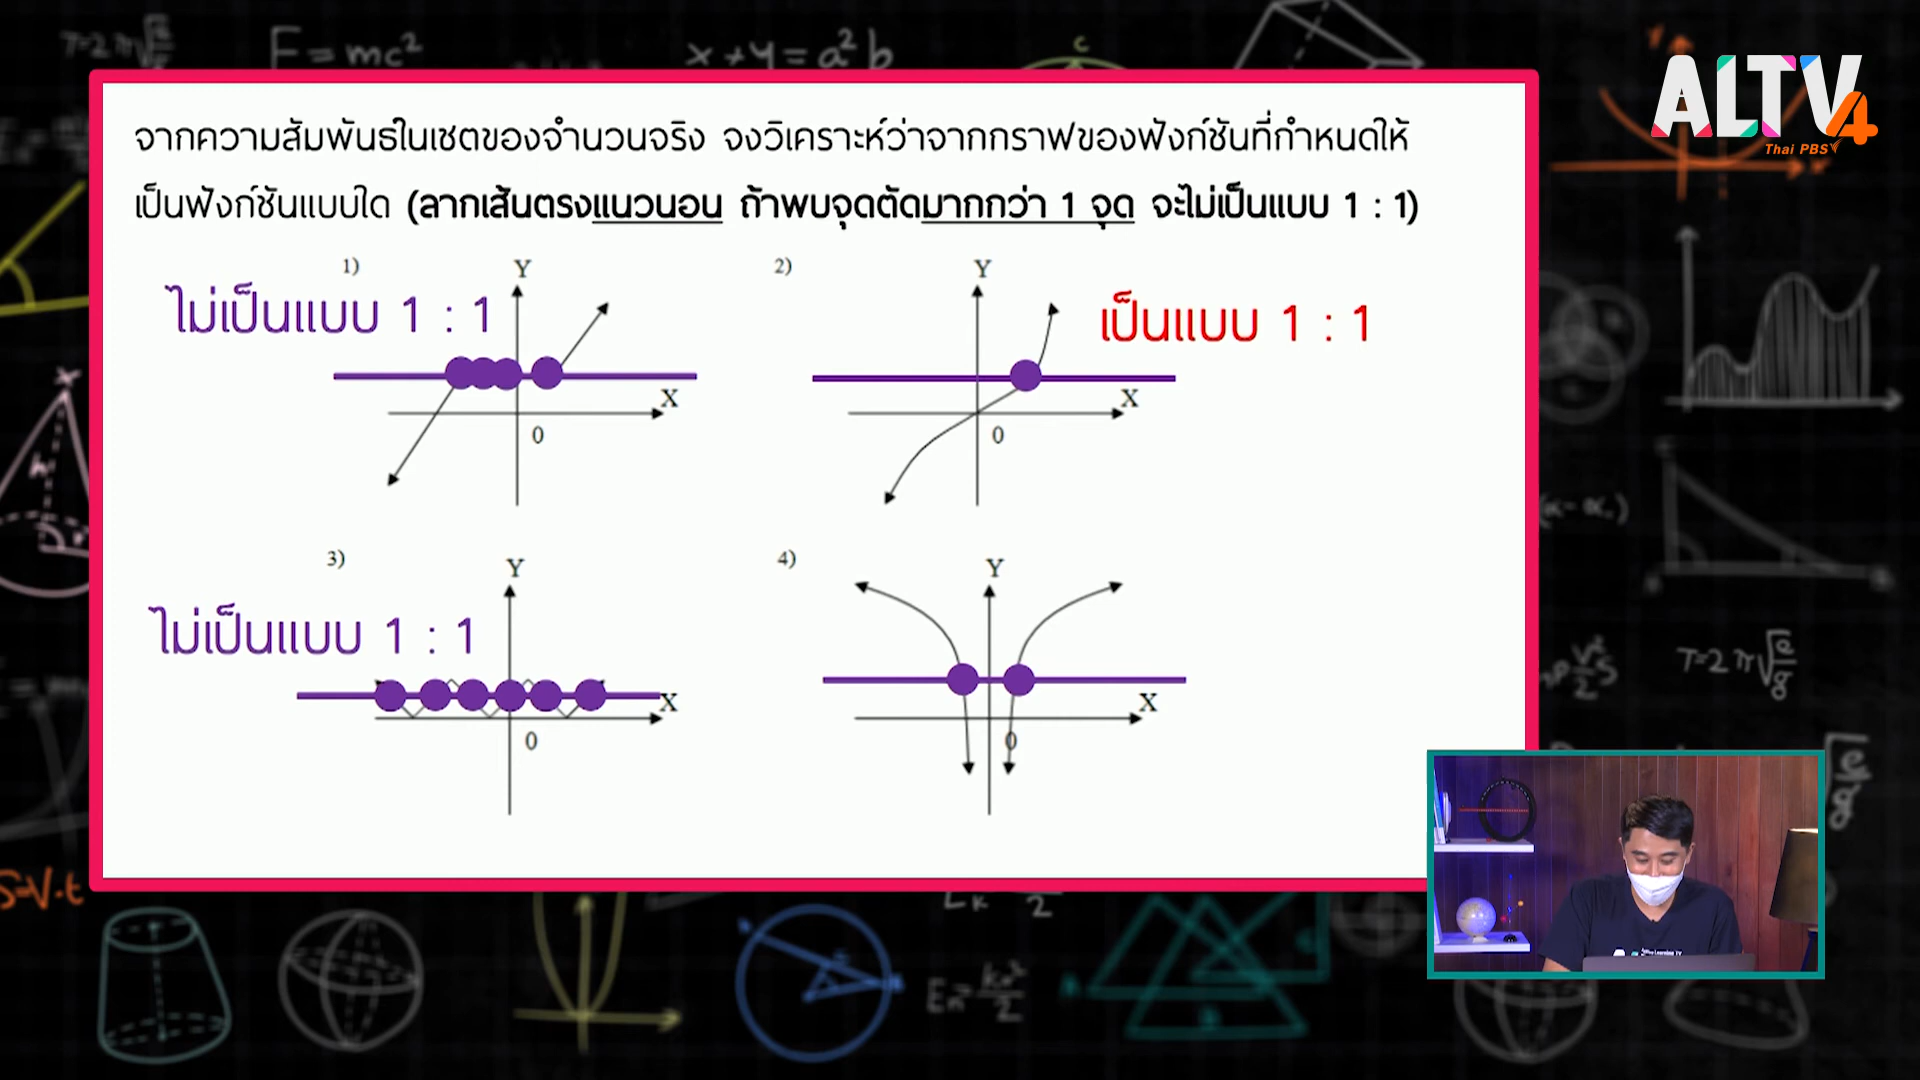 T=2π√e/g
F = mc²
x+y = a²b
c
ALTV4
Thai PBS
จากความสัมพันธ์ในเซตของจำนวนจริง จงวิเคราะห์ว่าจากกราฟของฟังก์ชันที่กำหนดให้
เป็นฟังก์ชันแบบใด (ลากเส้นตรงแนวนอน ถ้าพบจุดตัดมากกว่า 1 จุด จะไม่เป็นแบบ 1 : 1)
1)
Y
ไม่เป็นแบบ 1 : 1
X
0
2)
Y
เป็นแบบ 1 : 1
X
0
3)
Y
ไม่เป็นแบบ 1 : 1
X
0
4)
Y
X
0
x
h
T=2π√e/g
S=V·t